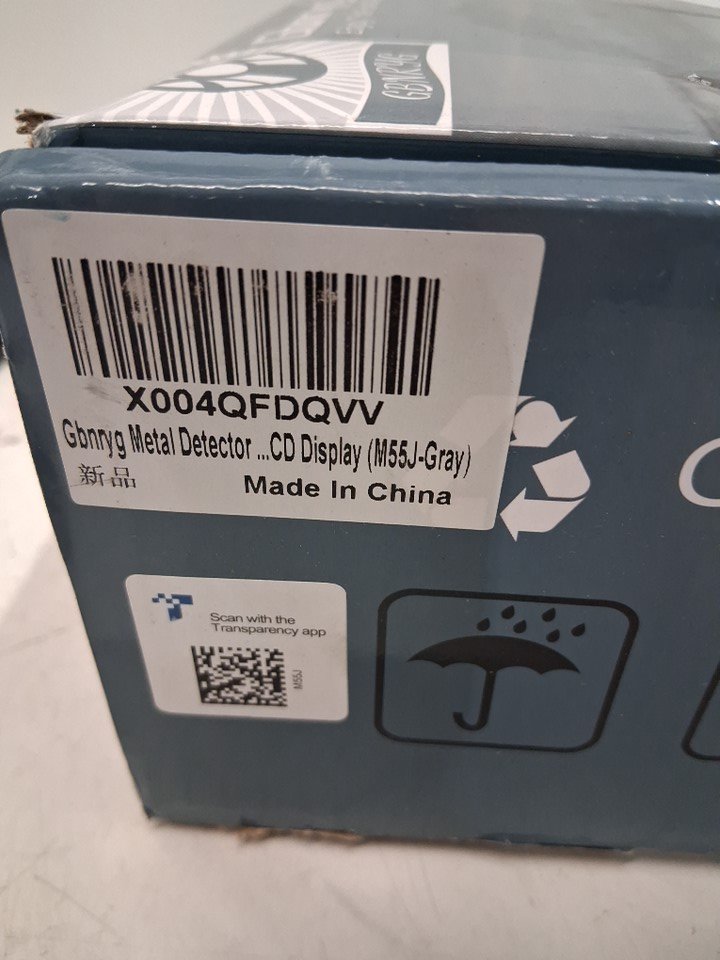 GBNRYG
X004QFDQVV
Gbnryg Metal Detector ...CD Display (M55J-Gray)
新品
Made In China
Scan with the
Transparency app
M55J